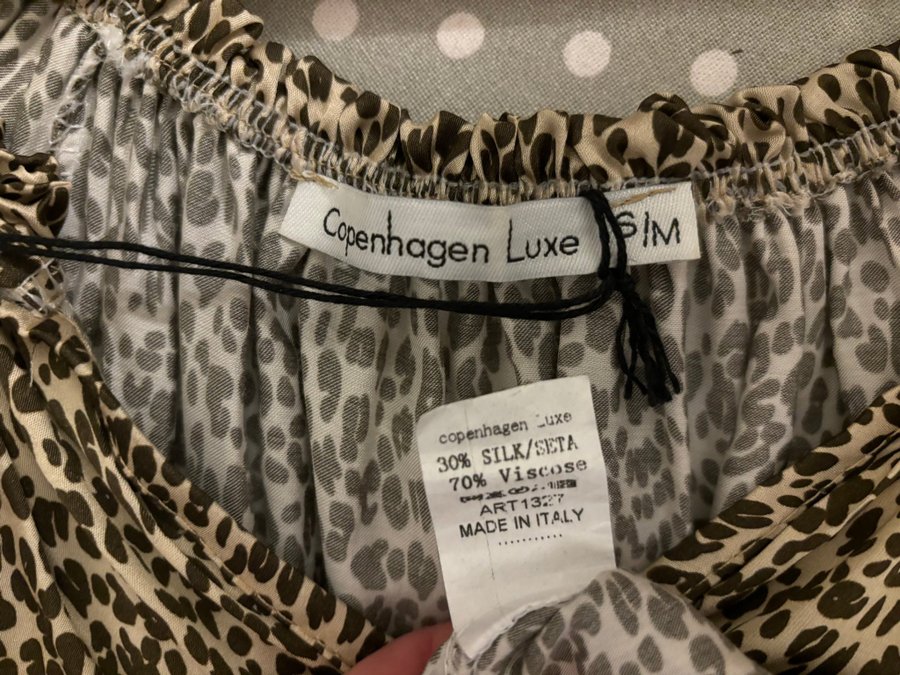 Copenhagen Luxe S/M
copenhagen Luxe
30% SILK/SETA
70% Viscose
ART1327
MADE IN ITALY
...........